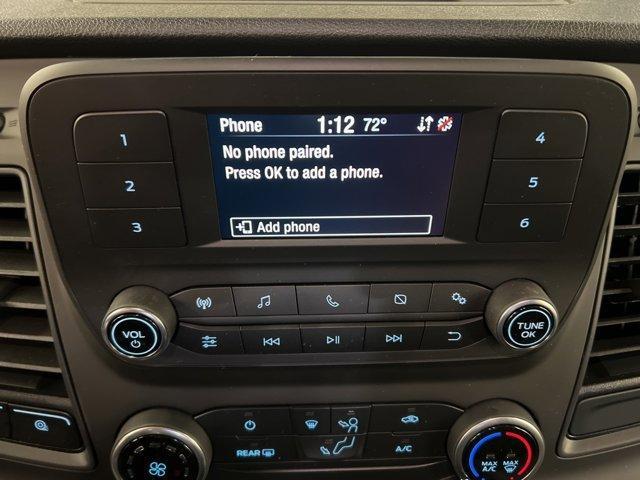 Phone 1:12 72°
No phone paired.
Press OK to add a phone.
Add phone
1
2
3
4
5
6
VOL
TUNE
OK
REAR
A/C
MAX
A/C
MAX